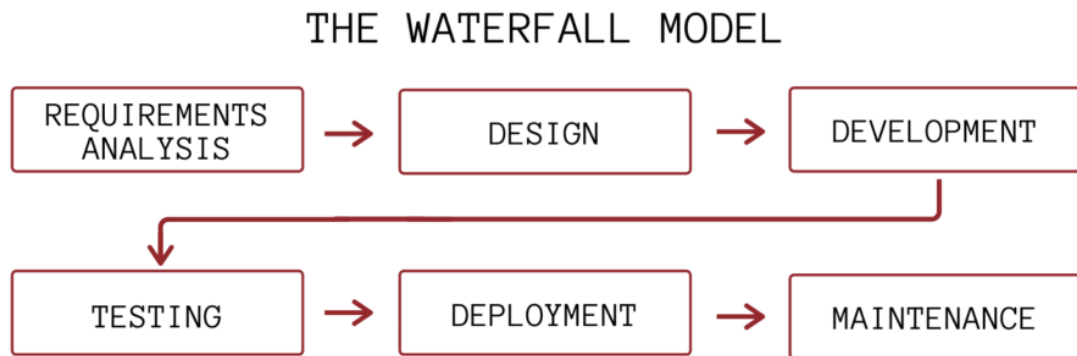 THE WATERFALL MODEL
REQUIREMENTS
ANALYSIS
DESIGN
DEVELOPMENT
TESTING
DEPLOYMENT
MAINTENANCE